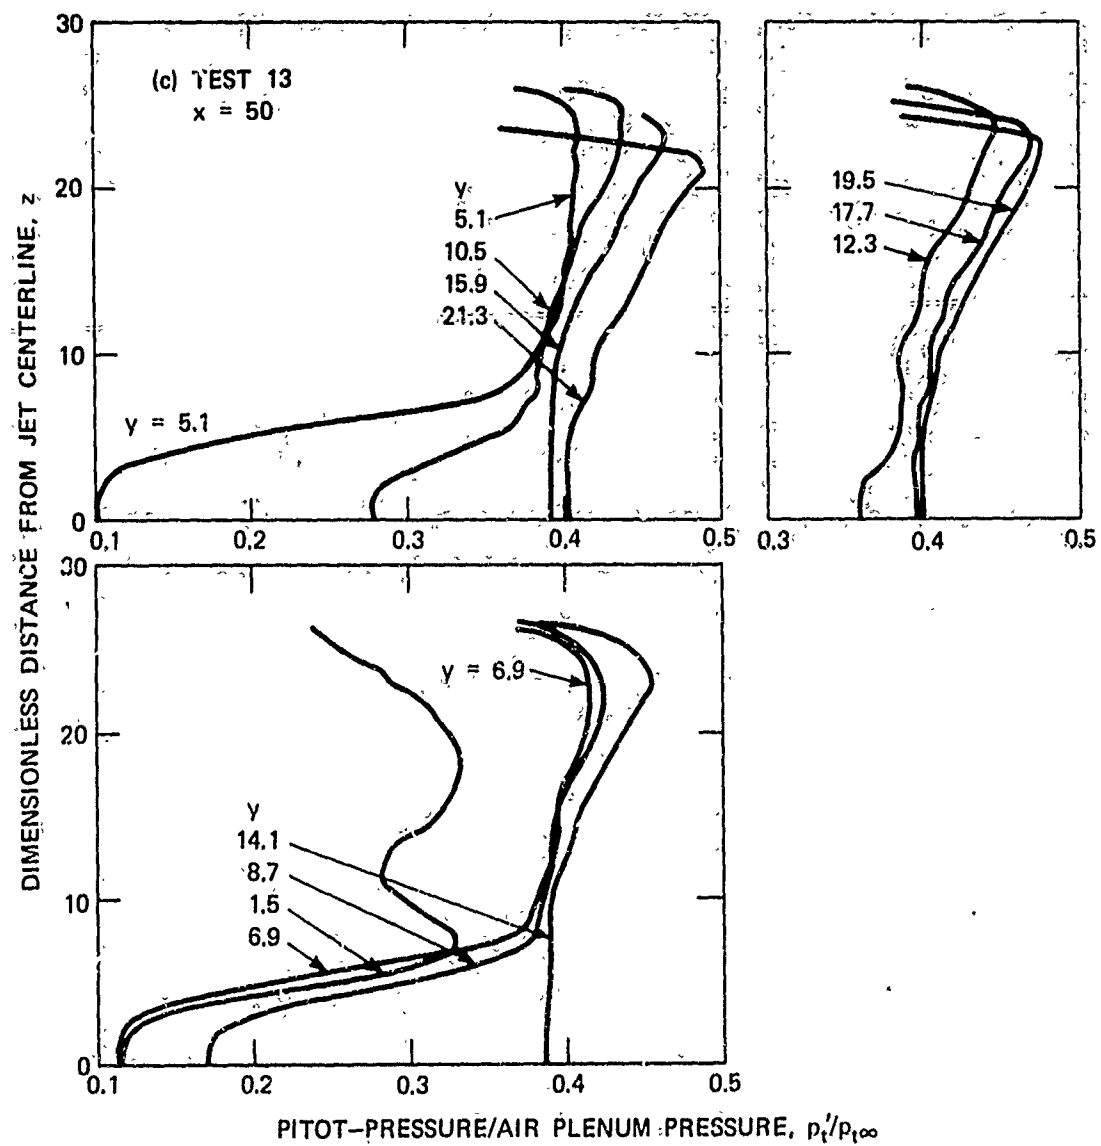 30
(c) TEST 13
x = 50
20
y
5.1
10.5
15.9
21.3
10
y = 5.1
0
0.1 0.2 0.3 0.4 0.5
19.5
17.7
12.3
0.3 0.4 0.5
DIMENSIONLESS DISTANCE FROM JET CENTERLINE, z
30
y = 6.9
20
y
14.1
8.7
1.5
6.9
10
0
0.1 0.2 0.3 0.4 0.5
PITOT-PRESSURE/AIR PLENUM PRESSURE, pt′/pt∞